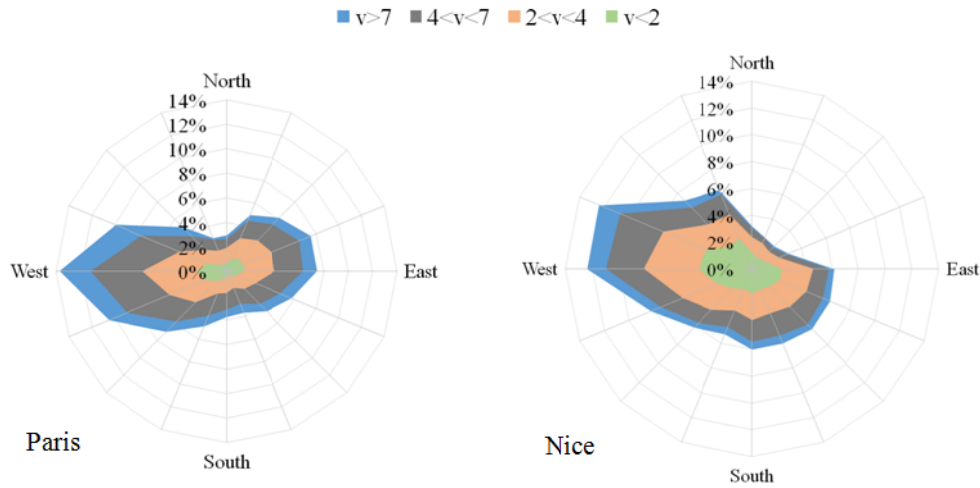 v>7 4<v<7 2<v<4 v<2
North
14%
12%
10%
8%
6%
4%
2%
0%
West
East
South
Paris
North
14%
12%
10%
8%
6%
4%
2%
0%
West
East
South
Nice